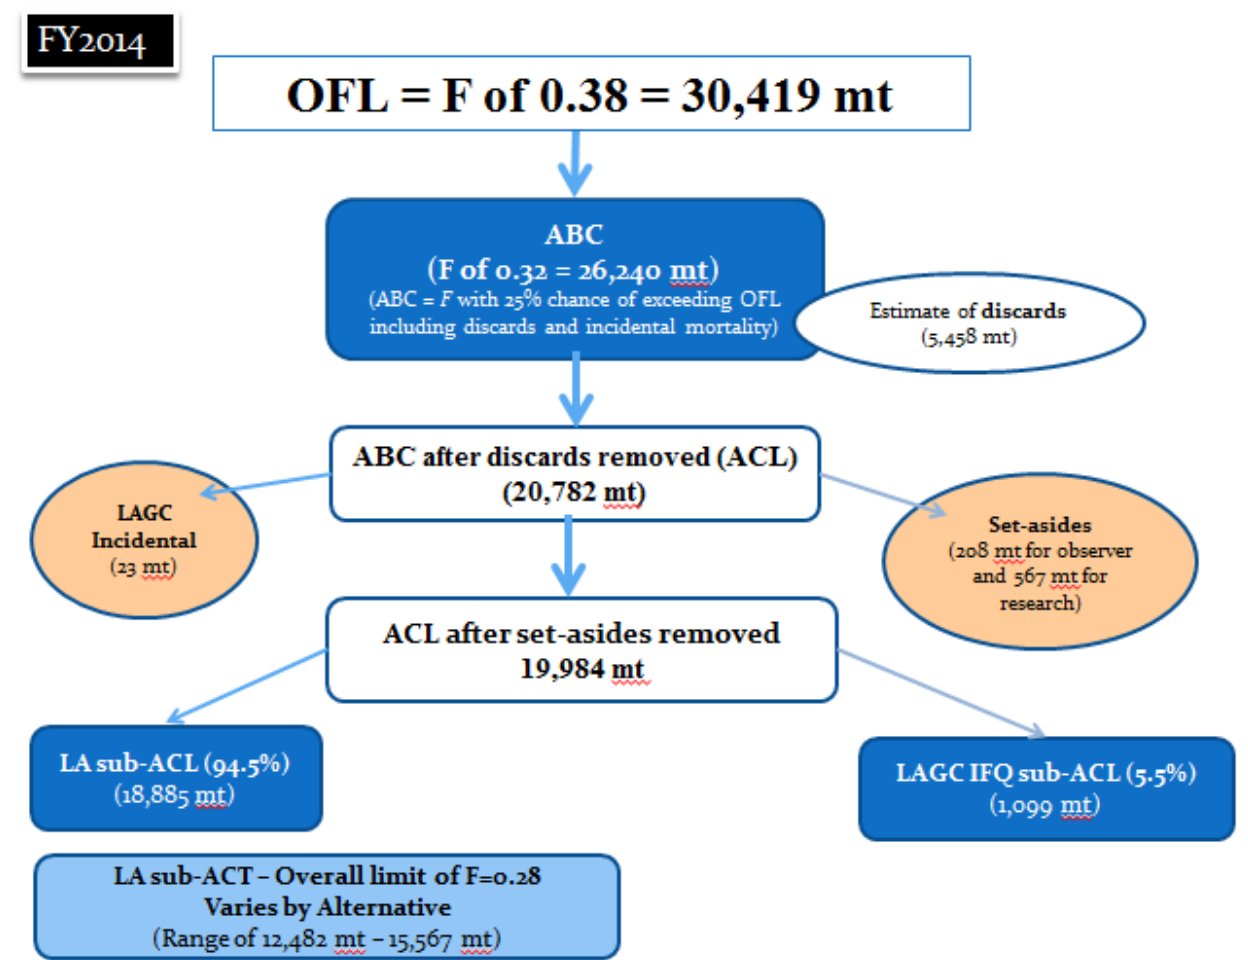 FY2014
OFL = F of 0.38 = 30,419 mt
ABC
(F of 0.32 = 26,240 mt)
(ABC = F with 25% chance of exceeding OFL
including discards and incidental mortality)
Estimate of discards
(5,458 mt)
ABC after discards removed (ACL)
(20,782 mt)
LAGC
Incidental
(23 mt)
Set-asides
(208 mt for observer
and 567 mt for
research)
ACL after set-asides removed
19,984 mt
LA sub-ACL (94.5%)
(18,885 mt)
LAGC IFQ sub-ACL (5.5%)
(1,099 mt)
LA sub-ACT – Overall limit of F=0.28
Varies by Alternative
(Range of 12,482 mt – 15,567 mt)